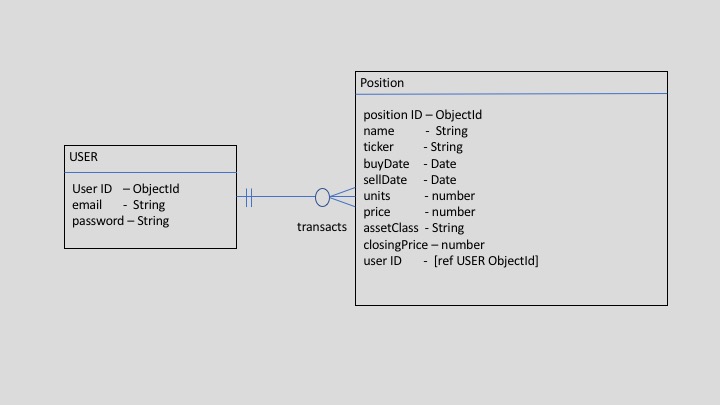 USER
User ID – ObjectId
email - String
password – String
transacts
Position
position ID – ObjectId
name - String
ticker - String
buyDate - Date
sellDate - Date
units - number
price - number
assetClass - String
closingPrice – number
user ID - [ref USER ObjectId]